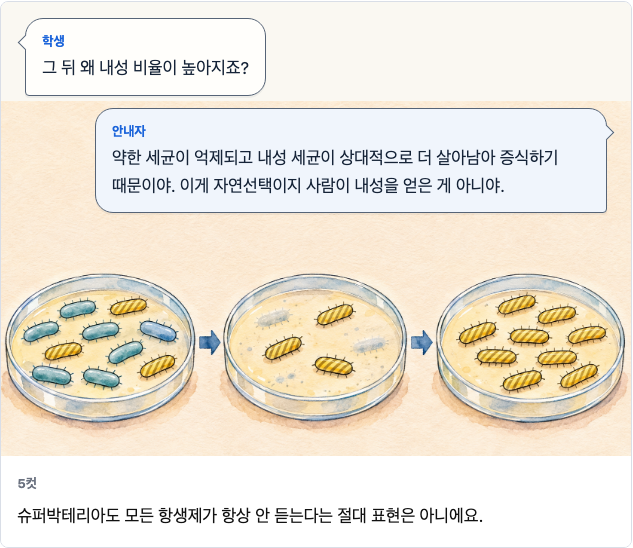 학생
그 뒤 왜 내성 비율이 높아지죠?
안내자
약한 세균이 억제되고 내성 세균이 상대적으로 더 살아남아 증식하기
때문이야. 이게 자연선택이지 사람이 내성을 얻은 게 아니야.
5컷
슈퍼박테리아도 모든 항생제가 항상 안 듣는다는 절대 표현은 아니에요.